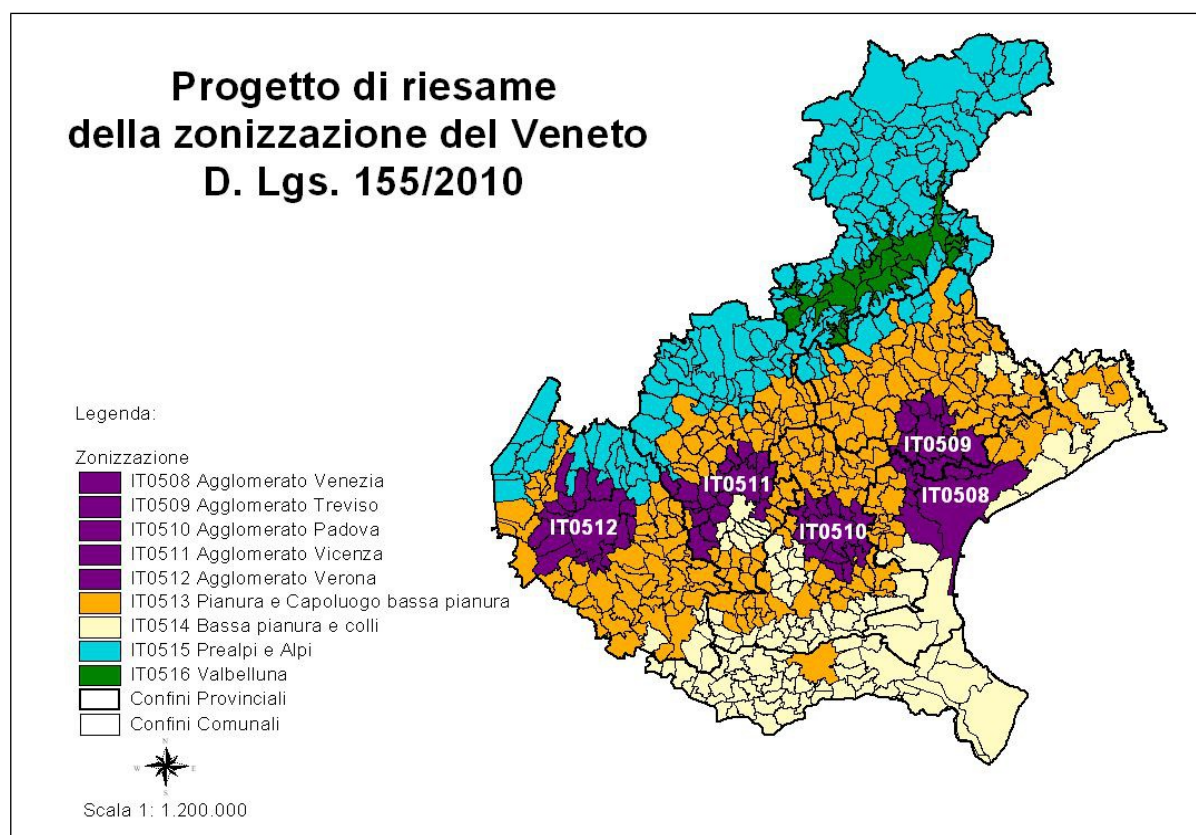 Progetto di riesame
della zonizzazione del Veneto
D. Lgs. 155/2010
IT0509
IT0511
IT0508
IT0512
IT0510
Legenda:
Zonizzazione
IT0508 Agglomerato Venezia
IT0509 Agglomerato Treviso
IT0510 Agglomerato Padova
IT0511 Agglomerato Vicenza
IT0512 Agglomerato Verona
IT0513 Pianura e Capoluogo bassa pianura
IT0514 Bassa pianura e colli
IT0515 Prealpi e Alpi
IT0516 Valbelluna
Confini Provinciali
Confini Comunali
N
W E
S
Scala 1: 1.200.000